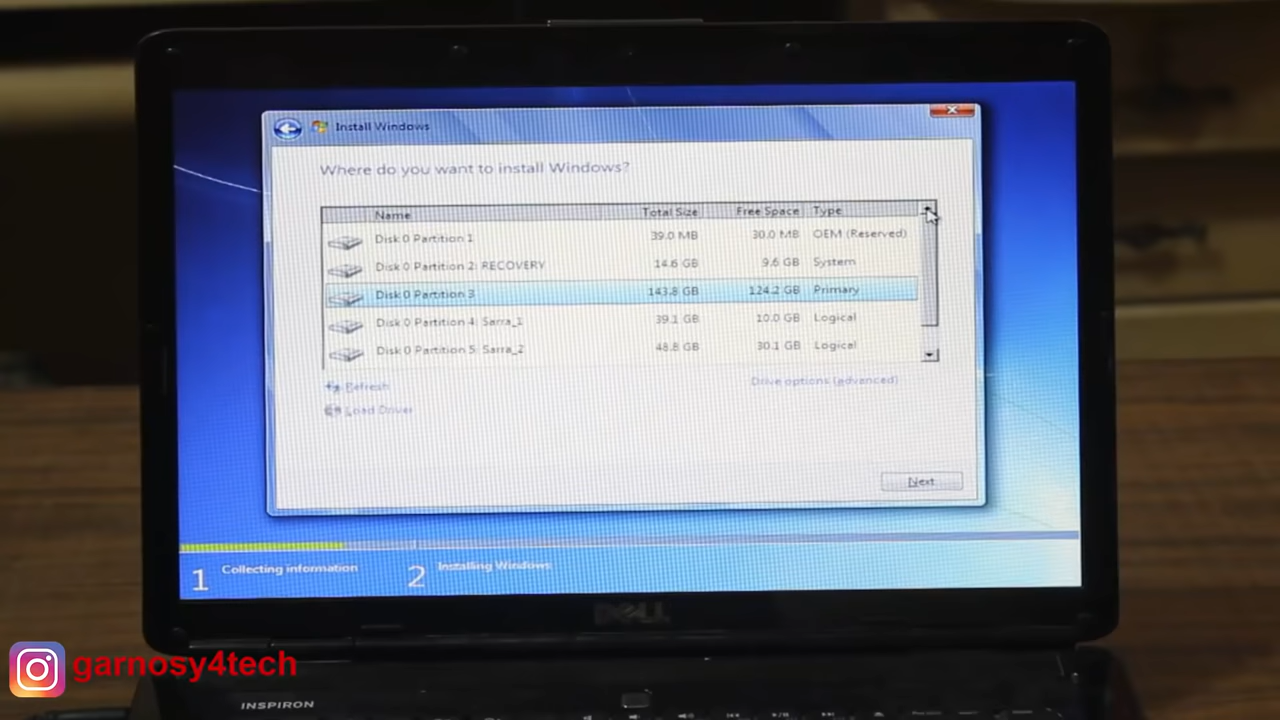 Install Windows
Where do you want to install Windows?
Name Total Size Free Space Type
Disk 0 Partition 1 39.0 MB 30.0 MB OEM (Reserved)
Disk 0 Partition 2: RECOVERY 14.6 GB 9.6 GB System
Disk 0 Partition 3 143.8 GB 124.2 GB Primary
Disk 0 Partition 4: Sarra_1 39.1 GB 10.0 GB Logical
Disk 0 Partition 5: Sarra_2 48.8 GB 30.1 GB Logical
Refresh Drive options (advanced)
Load Driver
Next
1 Collecting information 2 Installing Windows
DELL
garnosy4tech
INSPIRON